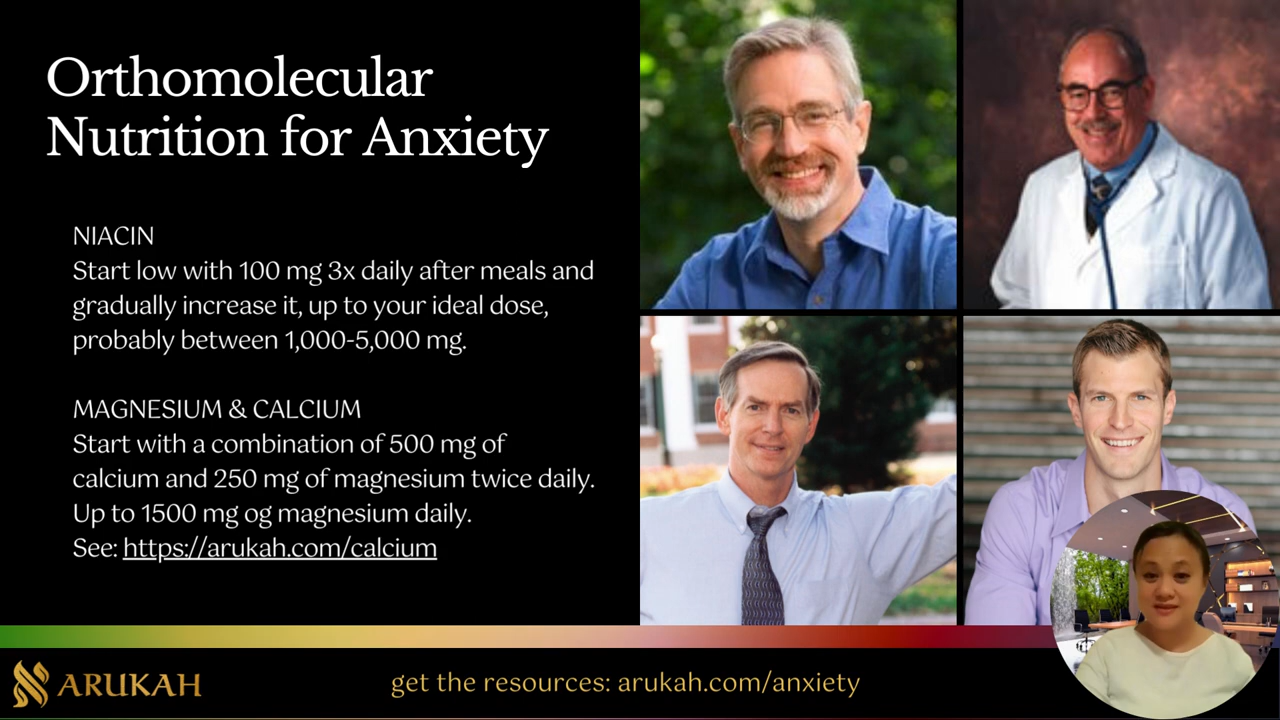 Orthomolecular
Nutrition for Anxiety
NIACIN
Start low with 100 mg 3x daily after meals and
gradually increase it, up to your ideal dose,
probably between 1,000-5,000 mg.
MAGNESIUM & CALCIUM
Start with a combination of 500 mg of
calcium and 250 mg of magnesium twice daily.
Up to 1500 mg og magnesium daily.
See: https://arukah.com/calcium
ARUKAH
get the resources: arukah.com/anxiety